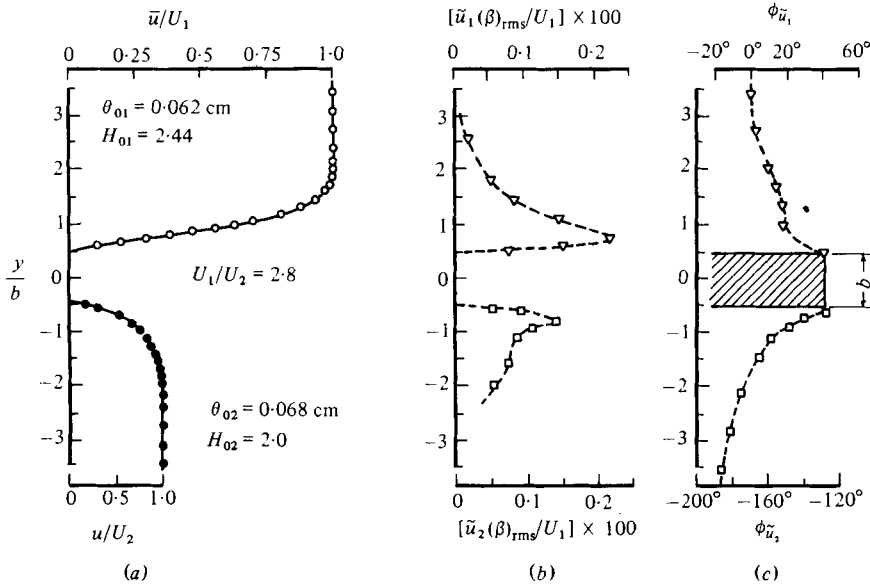 ū/U₁
0 0·25 0·75 1·0
3
2
1
0
−1
−2
−3
y/b
θ₀₁ = 0·062 cm
H₀₁ = 2·44
U₁/U₂ = 2·8
θ₀₂ = 0·068 cm
H₀₂ = 2·0
0 0·5 1·0
u/U₂
(a)
[ũ₁(β)rms/U₁] × 100
0 0·1 0·2
3
2
1
0
−1
−2
−3
0 0·1 0·2
[ũ₂(β)rms/U₁] × 100
(b)
ϕũ₁
−20° 0° 20° 60°
3
2
1
0
−1
−2
−3
b
−200° −160° −120°
ϕũ₂
(c)